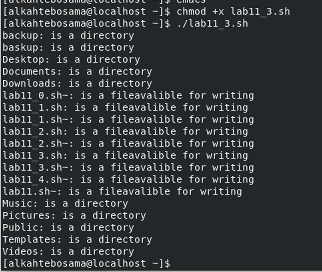 [alkahtebosama@localhost ~]$ emacs
[alkahtebosama@localhost ~]$ chmod +x lab11_3.sh
[alkahtebosama@localhost ~]$ ./lab11_3.sh
backup: is a directory
baskup: is a directory
Desktop: is a directory
Documents: is a directory
Downloads: is a directory
lab11_0.sh~: is a fileavalible for writing
lab11_1.sh: is a fileavalible for writing
lab11_1.sh~: is a fileavalible for writing
lab11_2.sh: is a fileavalible for writing
lab11_2.sh~: is a fileavalible for writing
lab11_3.sh: is a fileavalible for writing
lab11_3.sh~: is a fileavalible for writing
lab11_4.sh~: is a fileavalible for writing
lab11.sh~: is a fileavalible for writing
Music: is a directory
Pictures: is a directory
Public: is a directory
Templates: is a directory
Videos: is a directory
[alkahtebosama@localhost ~]$